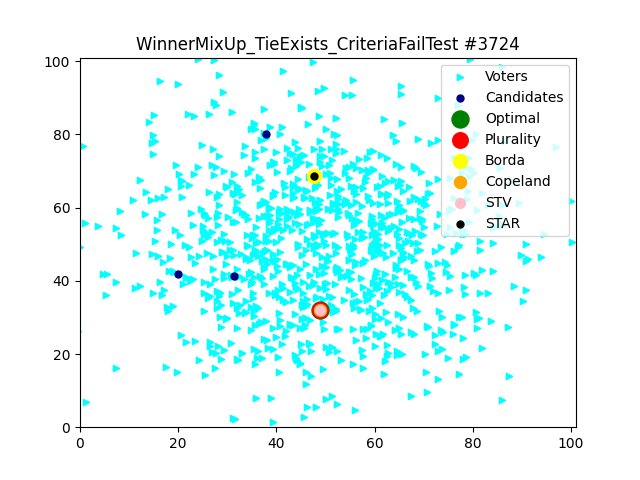 WinnerMixUp_TieExists_CriteriaFailTest #3724
100
80
60
40
20
0
0
20
40
60
80
100
Voters
Candidates
Optimal
Plurality
Borda
Copeland
STV
STAR